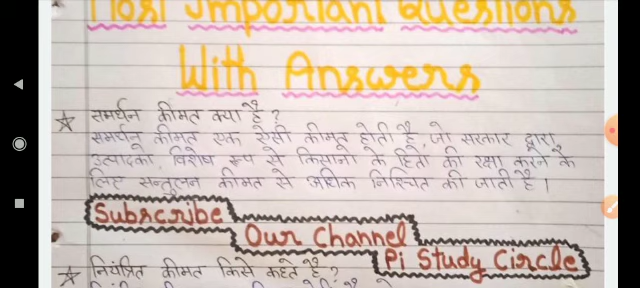 Most Important Questions
With Answers
☆ समर्थन कीमत क्या है ?
समर्थन कीमत एक ऐसी कीमत होती है, जो सरकार द्वारा
उत्पादको विशेष रूप से किसानो के हितों की रक्षा करने के
लिए सन्तुलन कीमत से अधिक निश्चित की जाती है।
Subscribe
Our Channel
Pi Study Circle
☆ नियंत्रित कीमत किसे कहते है ?